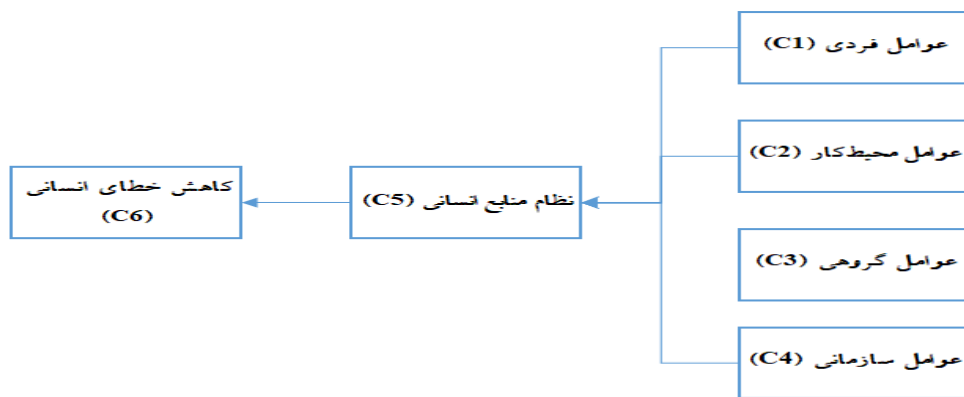 عوامل فردی (C1)
عوامل محیط‌کار (C2)
عوامل گروهی (C3)
عوامل سازمانی (C4)
نظام منابع انسانی (C5)
کاهش خطای انسانی
(C6)